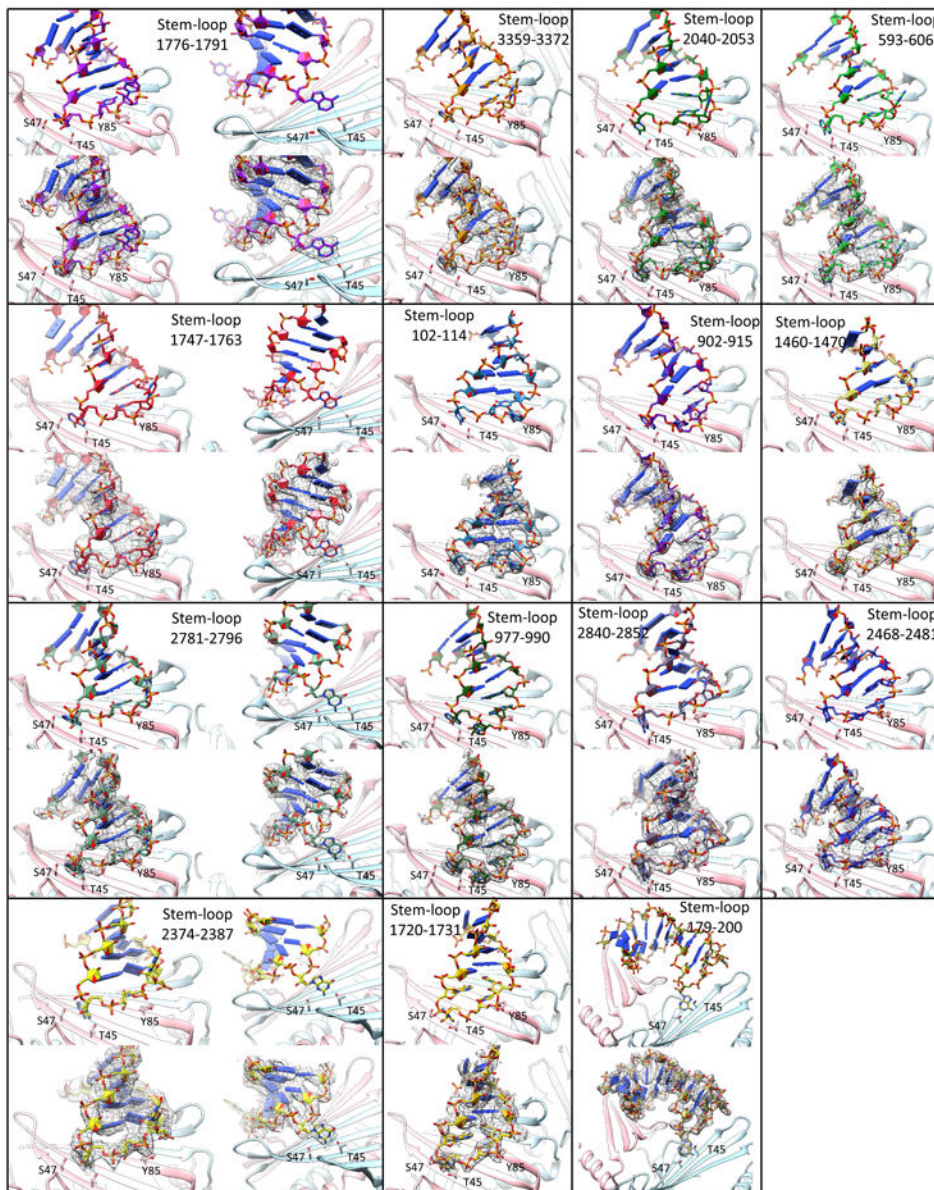 Stem-loop
1776-1791
S47
Y85
T45
S47
T45
S47
Y85
T45
S47
T45
Stem-loop
3359-3372
S47
Y85
T45
S47
Y85
T45
Stem-loop
2040-2053
S47
Y85
T45
S47
Y85
T45
Stem-loop
593-606
S47
Y85
T45
S47
Y85
T45
Stem-loop
1747-1763
S47
Y85
T45
S47
T45
S47
Y85
T45
S47
T45
Stem-loop
102-114
S47
Y85
T45
S47
Y85
T45
Stem-loop
902-915
S47
Y85
T45
S47
Y85
T45
Stem-loop
1460-1470
S47
Y85
T45
S47
Y85
T45
Stem-loop
2781-2796
S47
Y85
T45
S47
T45
S47
Y85
T45
S47
T45
Stem-loop
977-990
S47
Y85
T45
S47
Y85
T45
Stem-loop
2840-2852
S47
Y85
T45
S47
Y85
T45
Stem-loop
2468-2481
S47
Y85
T45
S47
Y85
T45
Stem-loop
2374-2387
S47
Y85
T45
S47
T45
S47
Y85
T45
S47
T45
Stem-loop
1720-1731
S47
Y85
T45
S47
Y85
T45
Stem-loop
179-200
S47
T45
S47
T45